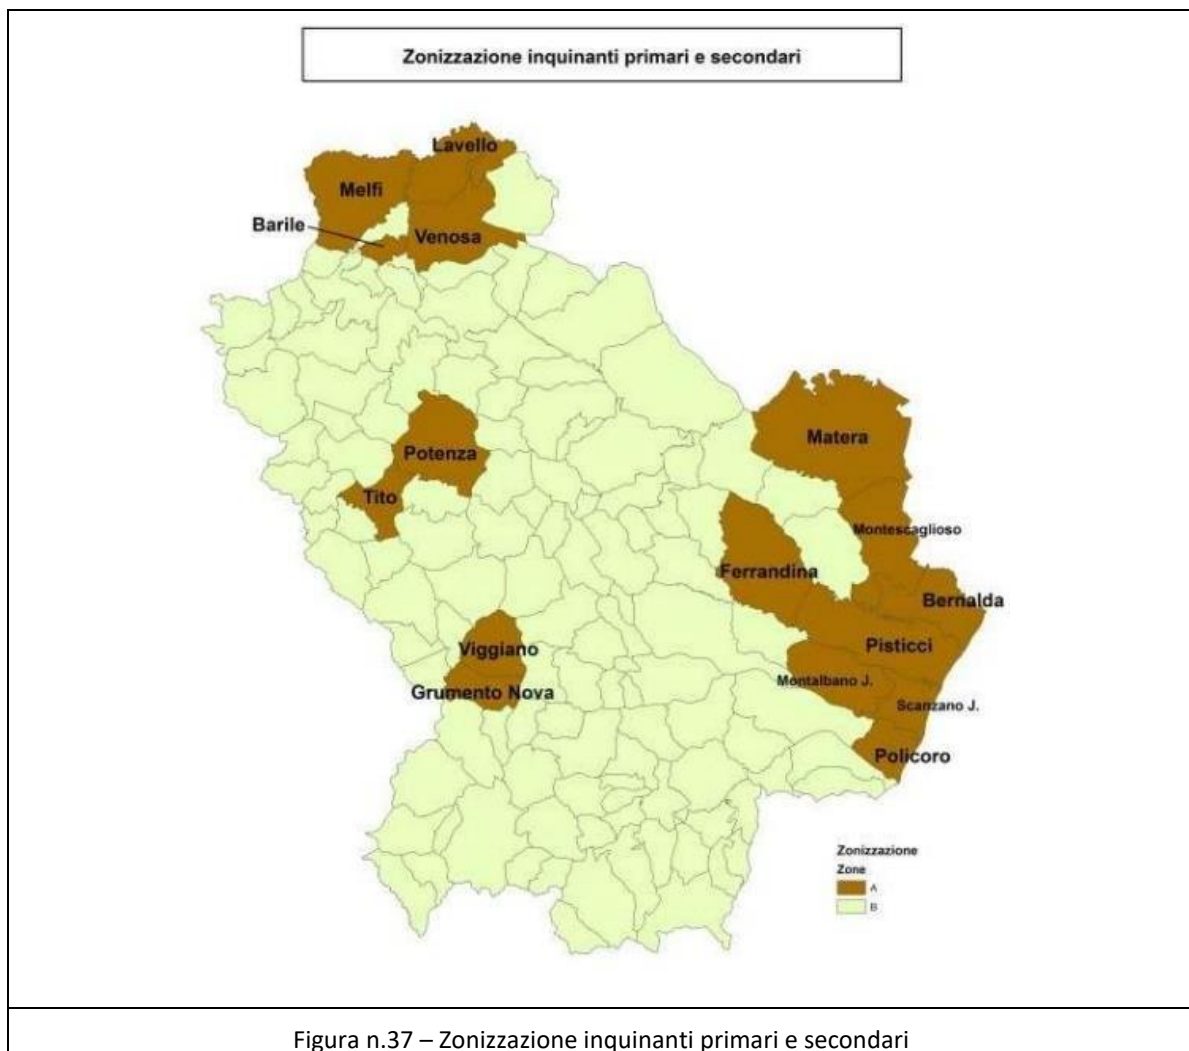 Zonizzazione inquinanti primari e secondari
Lavello
Melfi
Barile
Venosa
Matera
Potenza
Tito
Montescaglioso
Ferrandina
Bernalda
Pisticci
Viggiano
Montalbano J.
Grumento Nova
Scanzano J.
Policoro
Zonizzazione
Zone
A
B
Figura n.37 – Zonizzazione inquinanti primari e secondari